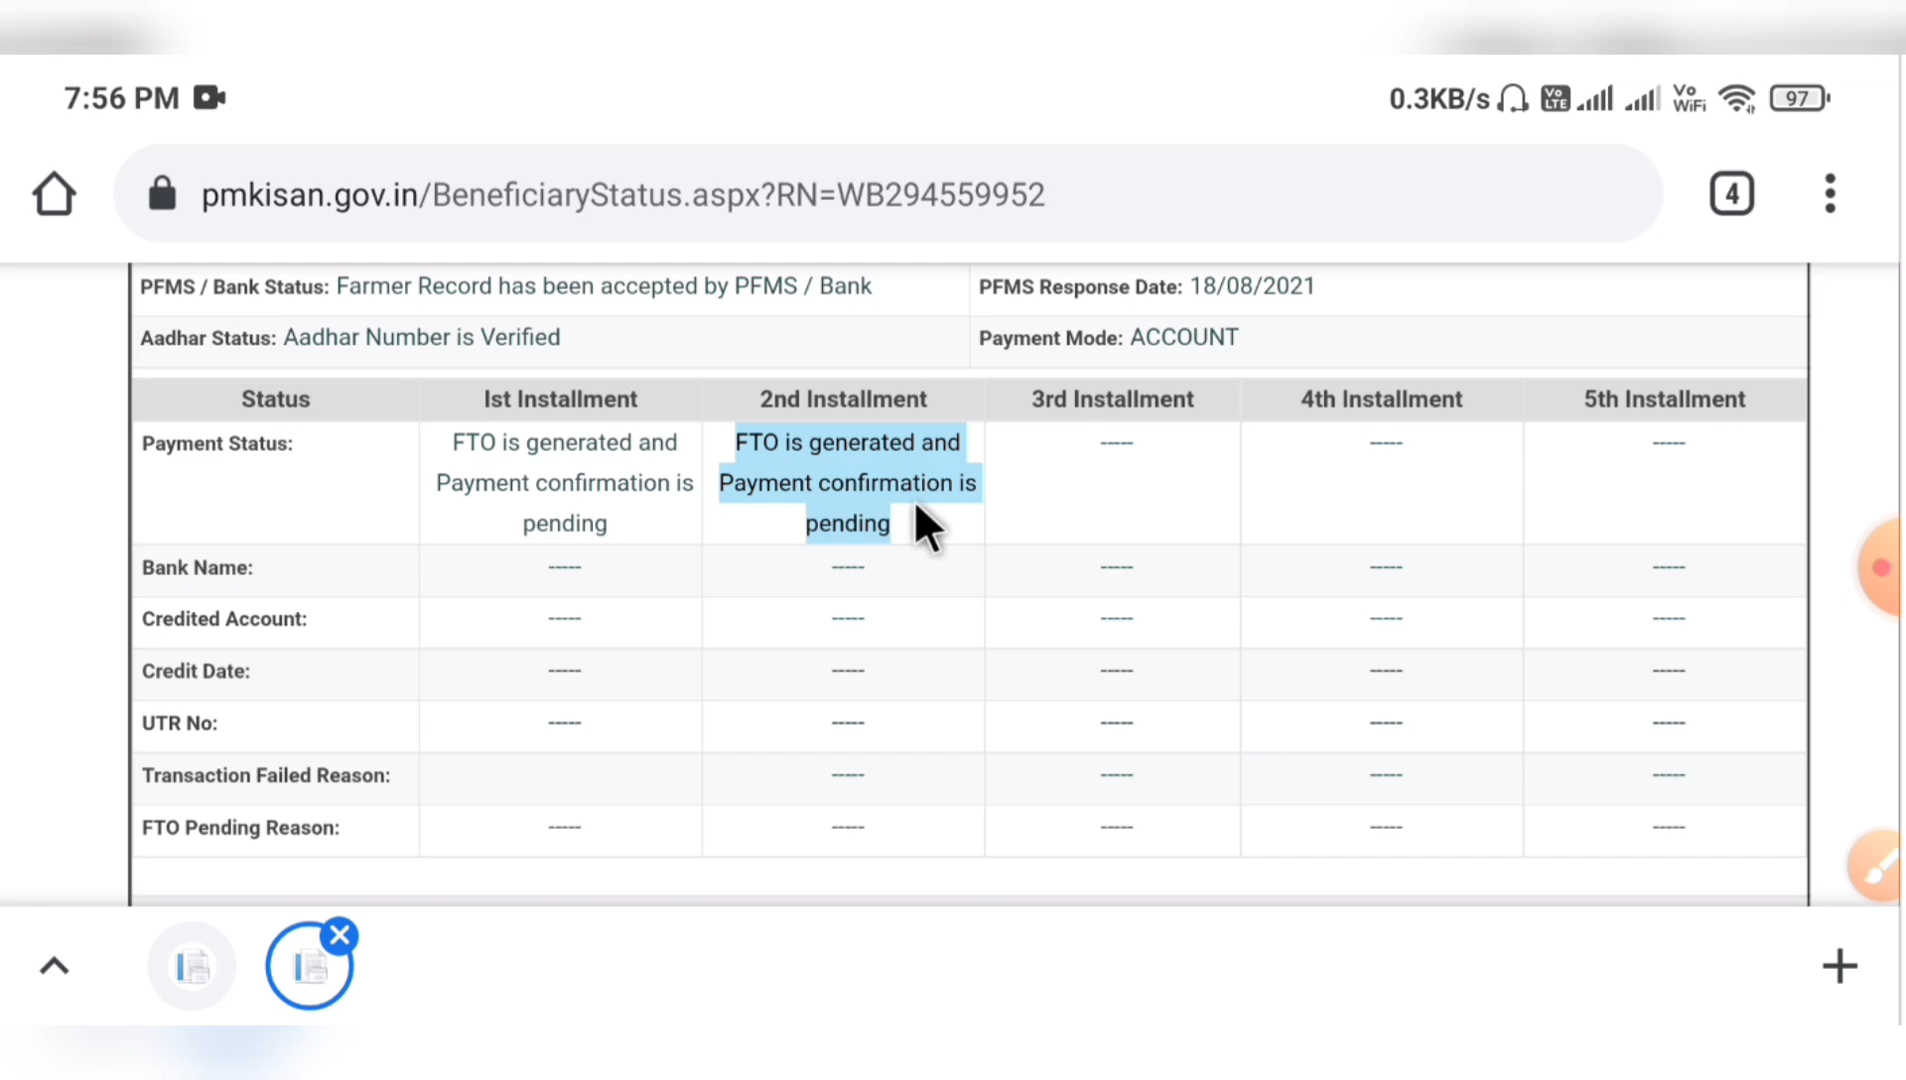 7:56 PM 0.3KB/s Vo LTE Vo WiFi 97
pmkisan.gov.in/BeneficiaryStatus.aspx?RN=WB294559952 4
PFMS / Bank Status: Farmer Record has been accepted by PFMS / Bank PFMS Response Date: 18/08/2021
Aadhar Status: Aadhar Number is Verified Payment Mode: ACCOUNT
Status Ist Installment 2nd Installment 3rd Installment 4th Installment 5th Installment
Payment Status: FTO is generated and FTO is generated and ----- ----- -----
Payment confirmation is Payment confirmation is
pending pending
Bank Name: ----- ----- ----- ----- -----
Credited Account: ----- ----- ----- ----- -----
Credit Date: ----- ----- ----- ----- -----
UTR No: ----- ----- ----- ----- -----
Transaction Failed Reason: ----- ----- ----- -----
FTO Pending Reason: ----- ----- ----- ----- -----